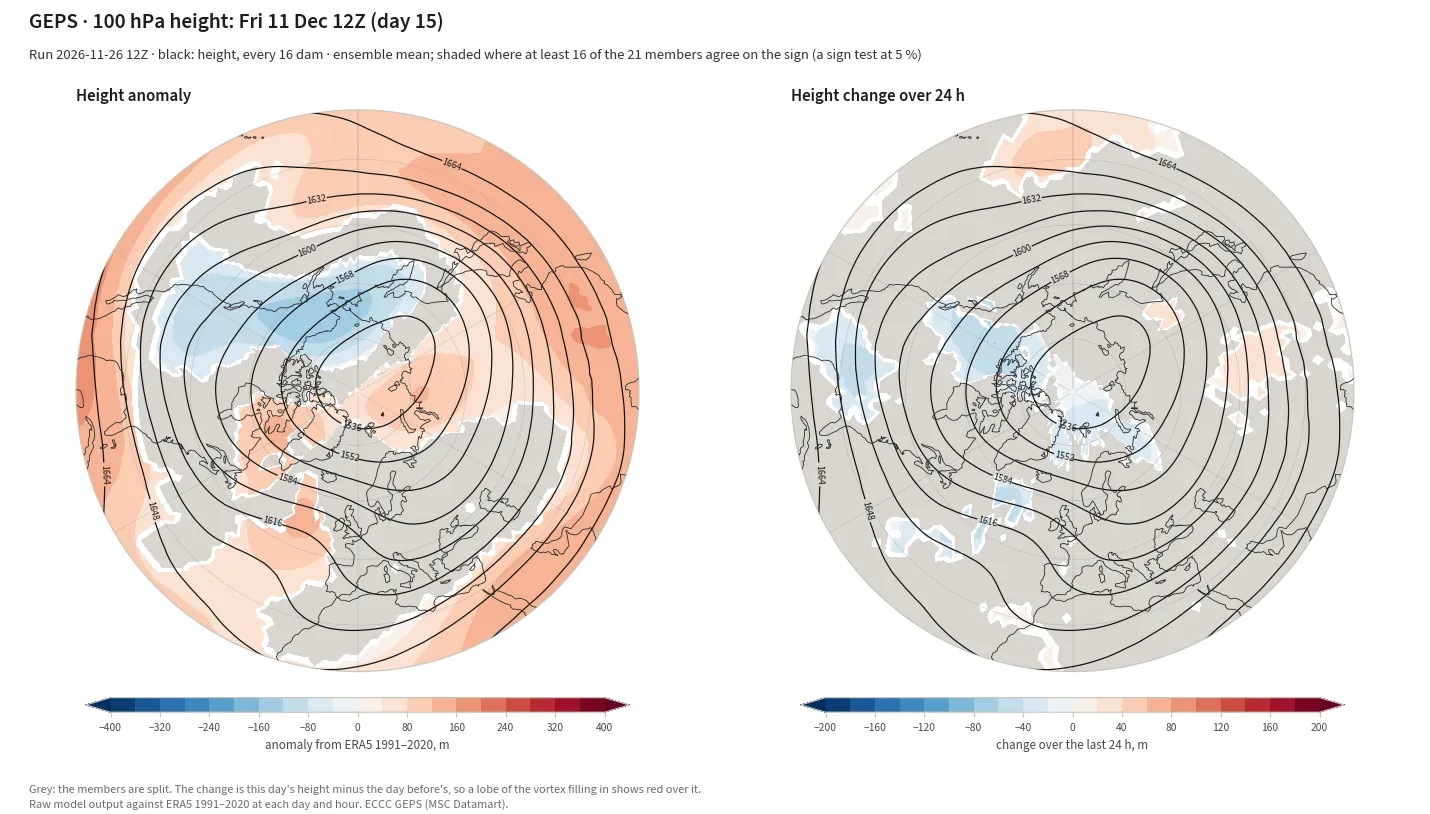 GEPS · 100 hPa height: Fri 11 Dec 12Z (day 15)
Run 2026-11-26 12Z · black: height, every 16 dam · ensemble mean; shaded where at least 16 of the 21 members agree on the sign (a sign test at 5 %)
Height anomaly
Height change over 24 h
1664
1632
1600
1568
1536
1552
1584
1616
1648
1664
1664
1632
1600
1568
1536
1552
1584
1616
1648
1664
−400 −320 −240 −160 −80 0 80 160 240 320 400
anomaly from ERA5 1991–2020, m
−200 −160 −120 −80 −40 0 40 80 120 160 200
change over the last 24 h, m
Grey: the members are split. The change is this day's height minus the day before's, so a lobe of the vortex filling in shows red over it.
Raw model output against ERA5 1991–2020 at each day and hour. ECCC GEPS (MSC Datamart).